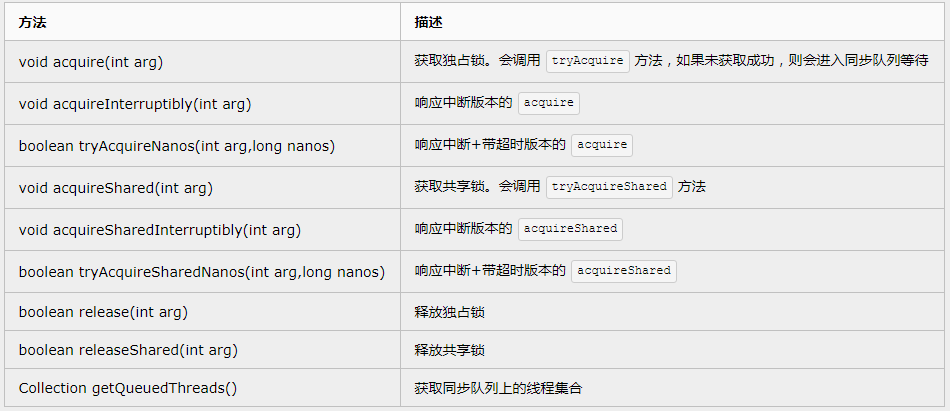 方法 描述
void acquire(int arg) 获取独占锁。会调用 tryAcquire 方法，如果未获取成功，则会进入同步队列等待
void acquireInterruptibly(int arg) 响应中断版本的 acquire
boolean tryAcquireNanos(int arg,long nanos) 响应中断+带超时版本的 acquire
void acquireShared(int arg) 获取共享锁。会调用 tryAcquireShared 方法
void acquireSharedInterruptibly(int arg) 响应中断版本的 acquireShared
boolean tryAcquireSharedNanos(int arg,long nanos) 响应中断+带超时版本的 acquireShared
boolean release(int arg) 释放独占锁
boolean releaseShared(int arg) 释放共享锁
Collection getQueuedThreads() 获取同步队列上的线程集合